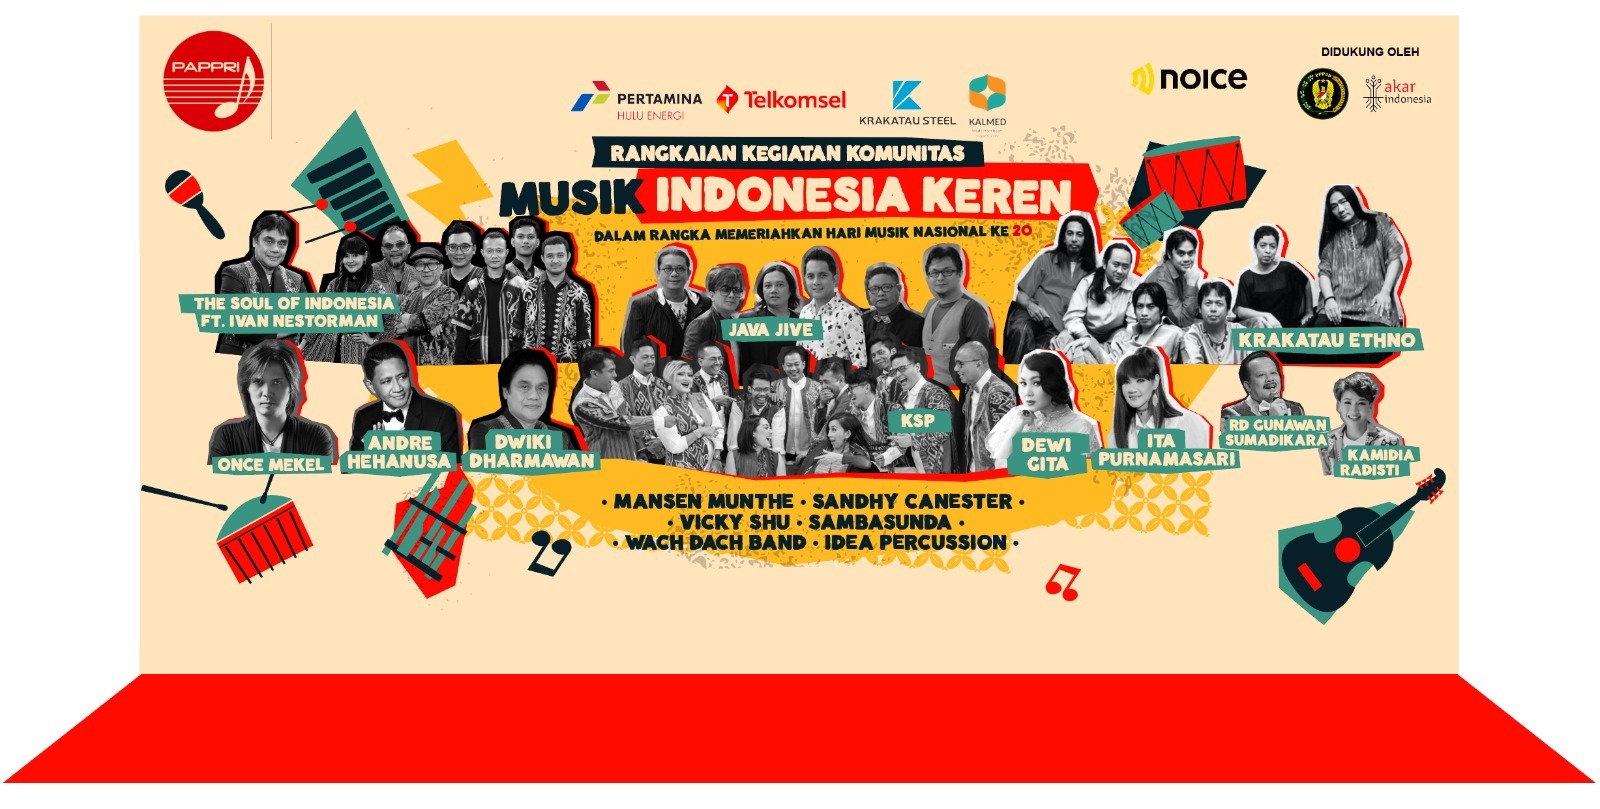 PAPPRI
PERTAMINA
HULU ENERGI
Telkomsel
KRAKATAU STEEL
KALMED
noice
DIDUKUNG OLEH
akar
indonesia
RANGKAIAN KEGIATAN KOMUNITAS
MUSIK INDONESIA KEREN
DALAM RANGKA MEMERIAHKAN HARI MUSIK NASIONAL KE 20
THE SOUL OF INDONESIA
FT. IVAN NESTORMAN
JAVA JIVE
KRAKATAU ETHNO
ONCE MEKEL
ANDRE
HEHANUSA
DWIKI
DHARMAWAN
KSP
DEWI
GITA
ITA
PURNAMASARI
RD GUNAWAN
SUMADIKARA
KAMIDIA
RADISTI
• MANSEN MUNTHE • SANDHY CANESTER •
• VICKY SHU • SAMBASUNDA •
• WACH DACH BAND • IDEA PERCUSSION •